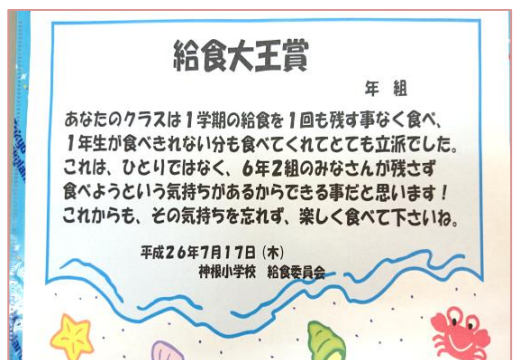 給食大王賞
年 組
あなたのクラスは1学期の給食を1回も残す事なく食べ、
1年生が食べきれない分も食べてくれてとても立派でした。
これは、ひとりではなく、6年2組のみなさんが残さず
食べようという気持ちがあるからできる事だと思います!
これからも、その気持ちを忘れず、楽しく食べて下さいね。
平成26年7月17日(木)
神根小学校 給食委員会